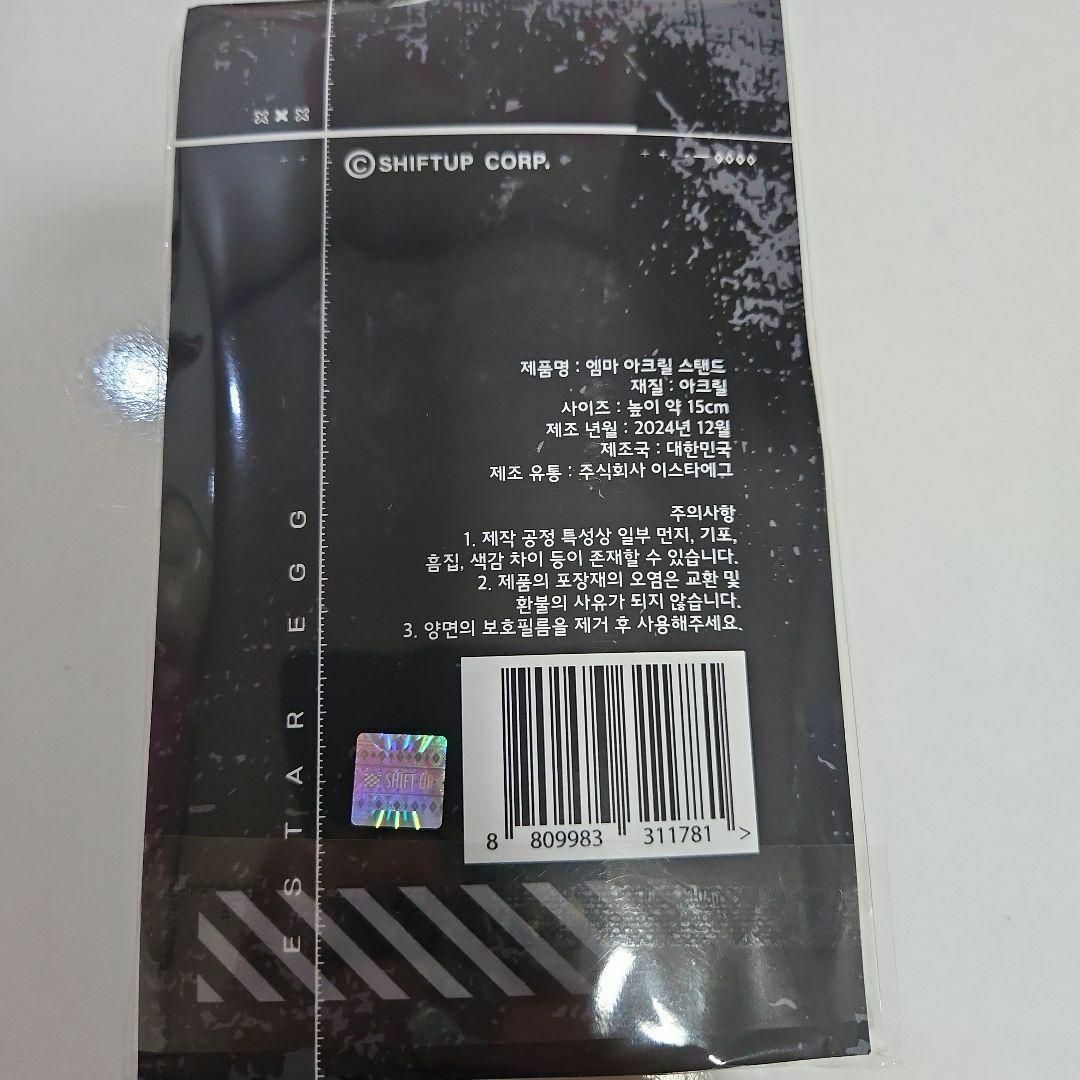 © SHIFTUP CORP.
제품명 : 엠마 아크릴 스탠드
재질 : 아크릴
사이즈 : 높이 약 15cm
제조 년월 : 2024년 12월
제조국 : 대한민국
제조 유통 : 주식회사 이스타에그
주의사항
1. 제작 공정 특성상 일부 먼지, 기포,
흠집, 색감 차이 등이 존재할 수 있습니다.
2. 제품의 포장재의 오염은 교환 및
환불의 사유가 되지 않습니다.
3. 양면의 보호필름을 제거 후 사용해주세요.
ESTAR EGG
SHIFT UP
8 809983 311781 >